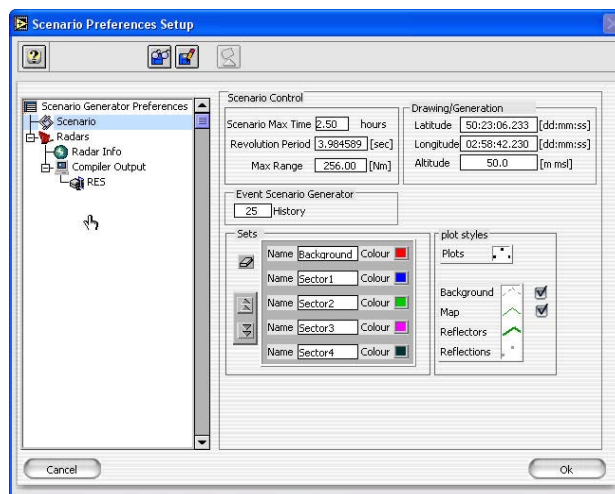 Scenario Preferences Setup
Scenario Generator Preferences
Scenario
Radars
Radar Info
Compiler Output
RES
Scenario Control
Scenario Max Time 2.50 hours
Revolution Period 3.984589 [sec]
Max Range 256.00 [Nm]
Drawing/Generation
Latitude 50:23:06.233 [dd:mm:ss]
Longitude 02:58:42.230 [dd:mm:ss]
Altitude 50.0 [m msl]
Event Scenario Generator
25 History
Sets
Name Background Colour
Name Sector1 Colour
Name Sector2 Colour
Name Sector3 Colour
Name Sector4 Colour
plot styles
Plots
Background
Map
Reflectors
Reflections
Cancel
Ok